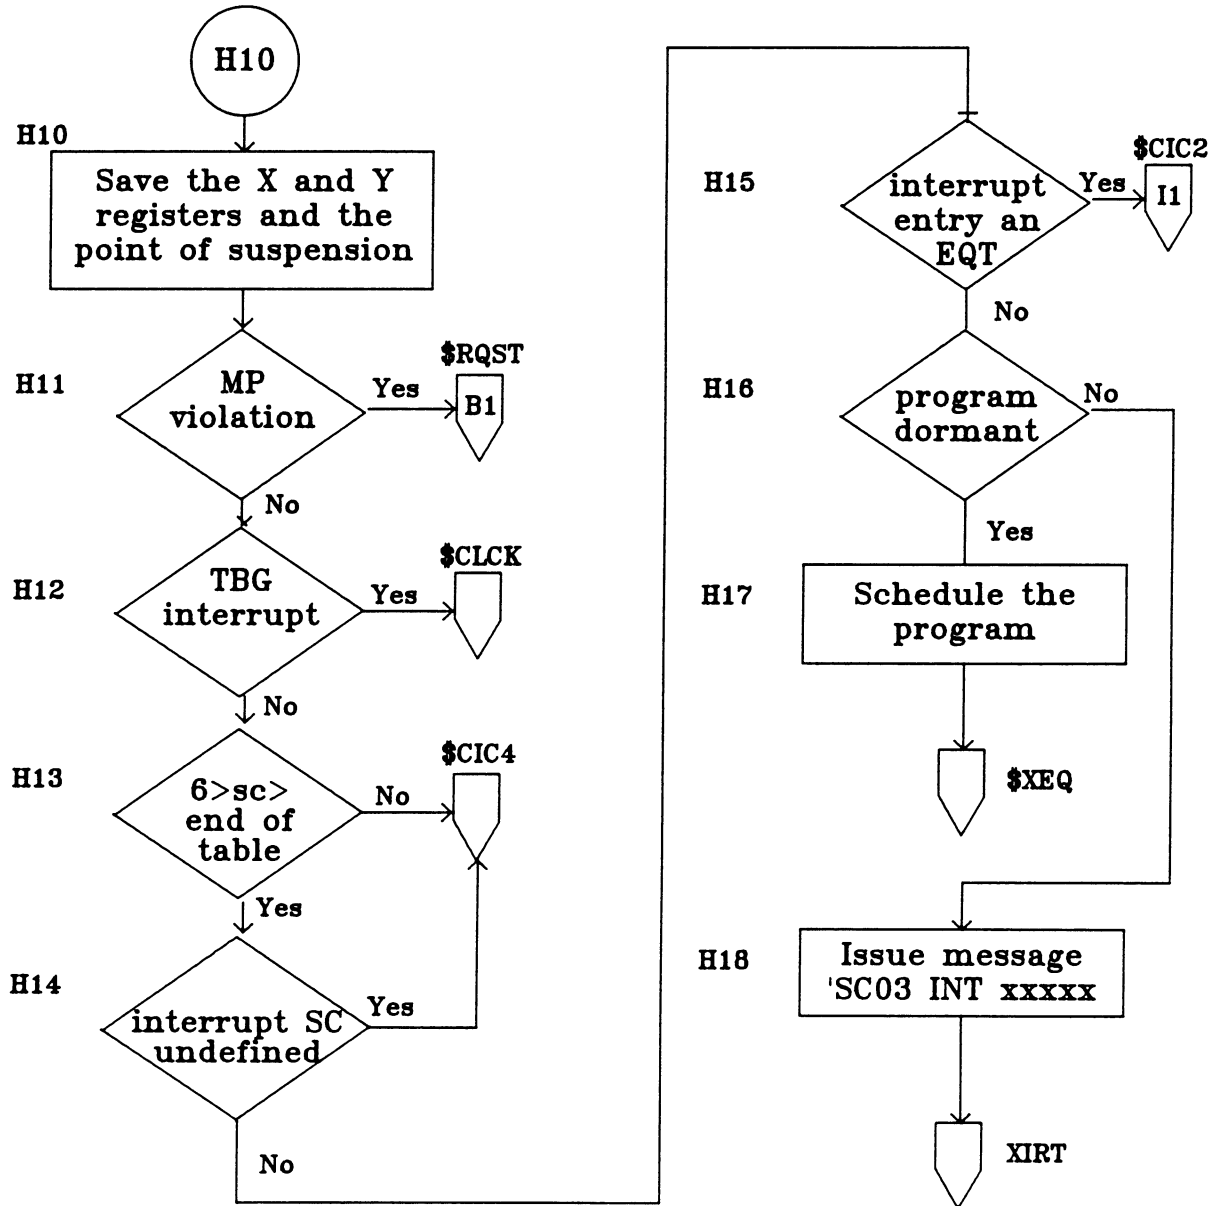 H10
H10
Save the X and Y
registers and the
point of suspension
H11
MP
violation
Yes
$RQST
B1
No
H12
TBG
interrupt
Yes
$CLCK
No
H13
6>sc>
end of
table
No
$CIC4
Yes
H14
interrupt SC
undefined
Yes
No
H15
interrupt
entry an
EQT
Yes
$CIC2
I1
No
H16
program
dormant
No
Yes
H17
Schedule the
program
$XEQ
H18
Issue message
'SC03 INT xxxxx
XIRT